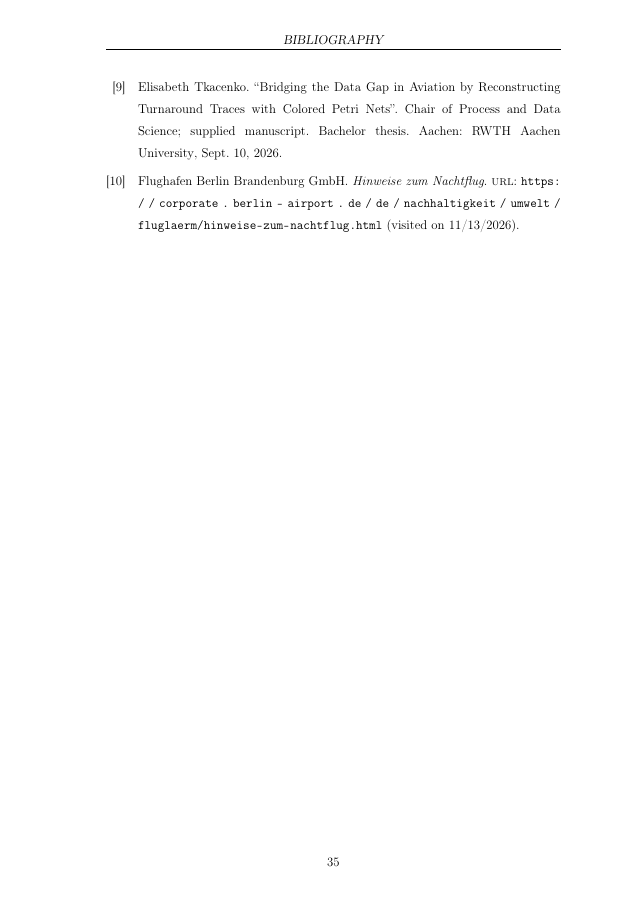 BIBLIOGRAPHY
[9] Elisabeth Tkacenko. “Bridging the Data Gap in Aviation by Reconstructing
Turnaround Traces with Colored Petri Nets”. Chair of Process and Data
Science; supplied manuscript. Bachelor thesis. Aachen: RWTH Aachen
University, Sept. 10, 2026.
[10] Flughafen Berlin Brandenburg GmbH. Hinweise zum Nachtflug. URL: https:
/ / corporate . berlin - airport . de / de / nachhaltigkeit / umwelt /
fluglaerm/hinweise-zum-nachtflug.html (visited on 11/13/2026).
35